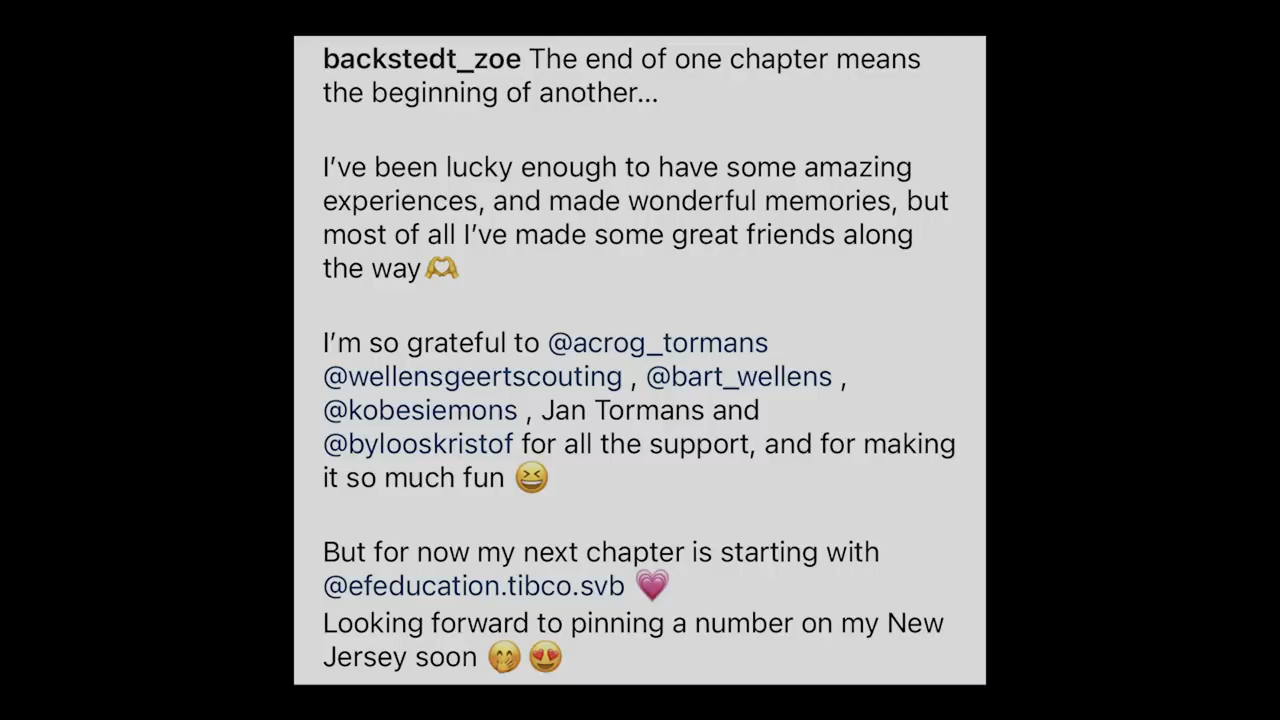 backstedt_zoe The end of one chapter means
the beginning of another...
I've been lucky enough to have some amazing
experiences, and made wonderful memories, but
most of all I've made some great friends along
the way🫶
I'm so grateful to @acrog_tormans
@wellensgeertscouting , @bart_wellens ,
@kobesiemons , Jan Tormans and
@bylooskristof for all the support, and for making
it so much fun 😆
But for now my next chapter is starting with
@efeducation.tibco.svb 💗
Looking forward to pinning a number on my New
Jersey soon 🤭😍